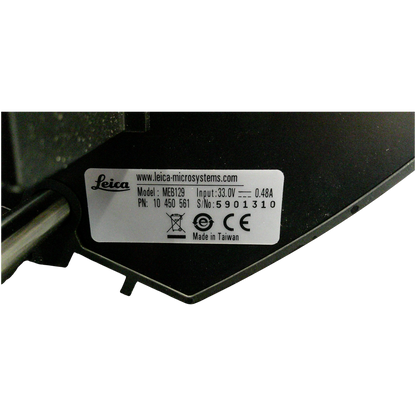 Leica
www.leica-microsystems.com
Model: MEB129 Input:33.0V⎓0.48A
PN: 10 450 561 S/No:5901310
e CE
Made in Taiwan